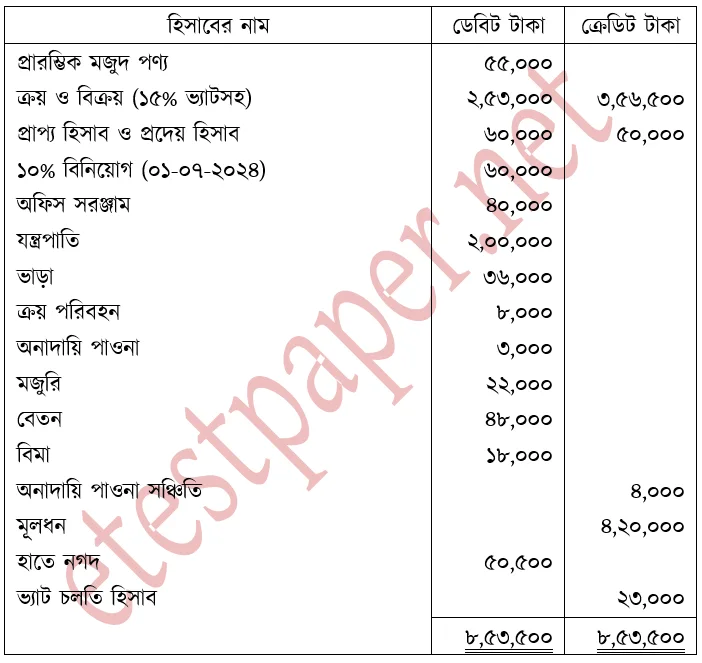 হিসাবের নাম ডেবিট টাকা ক্রেডিট টাকা
প্রারম্ভিক মজুদ পণ্য ৫৫,০০০
ক্রয় ও বিক্রয় (১৫% ভ্যাটসহ) ২,৫৩,০০০ ৩,৫৬,৫০০
প্রাপ্য হিসাব ও প্রদেয় হিসাব ৬০,০০০ ৫০,০০০
১০% বিনিয়োগ (০১-০৭-২০২৪) ৬০,০০০
অফিস সরঞ্জাম ৪০,০০০
যন্ত্রপাতি ২,০০,০০০
ভাড়া ৩৬,০০০
ক্রয় পরিবহন ৮,০০০
অনাদায়ি পাওনা ৩,০০০
মজুরি ২২,০০০
বেতন ৪৮,০০০
বিমা ১৮,০০০
অনাদায়ি পাওনা সঞ্চিতি ৪,০০০
মূলধন ৪,২০,০০০
হাতে নগদ ৫০,৫০০
ভ্যাট চলতি হিসাব ২৩,০০০
৮,৫৩,৫০০ ৮,৫৩,৫০০
etestpaper.net